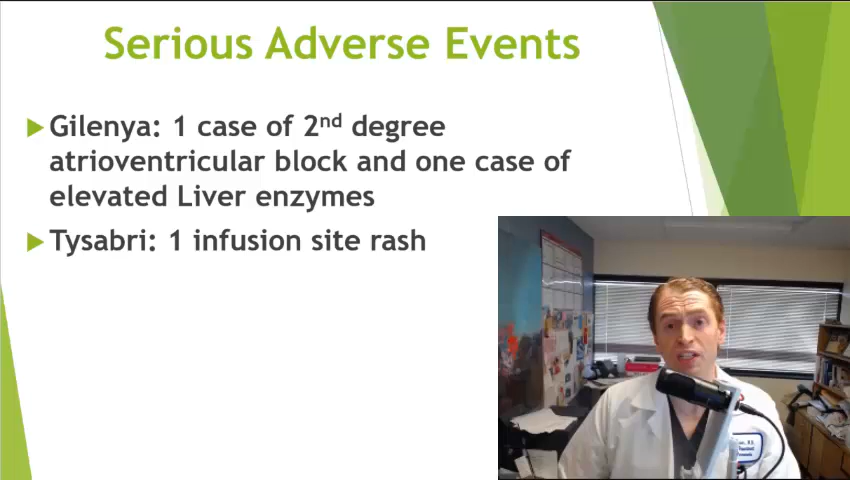 Serious Adverse Events
Gilenya: 1 case of 2nd degree
atrioventricular block and one case of
elevated Liver enzymes
Tysabri: 1 infusion site rash